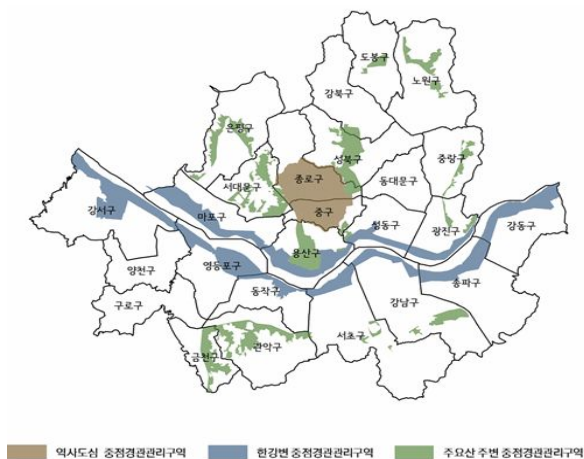 도봉구
노원구
강북구
은평구
성북구
중랑구
종로구
동대문구
서대문구
중구
마포구
성동구
광진구
강동구
강서구
용산구
양천구
영등포구
송파구
동작구
강남구
구로구
서초구
관악구
금천구
역사도심 중점경관관리구역
한강변 중점경관관리구역
주요산 주변 중점경관관리구역